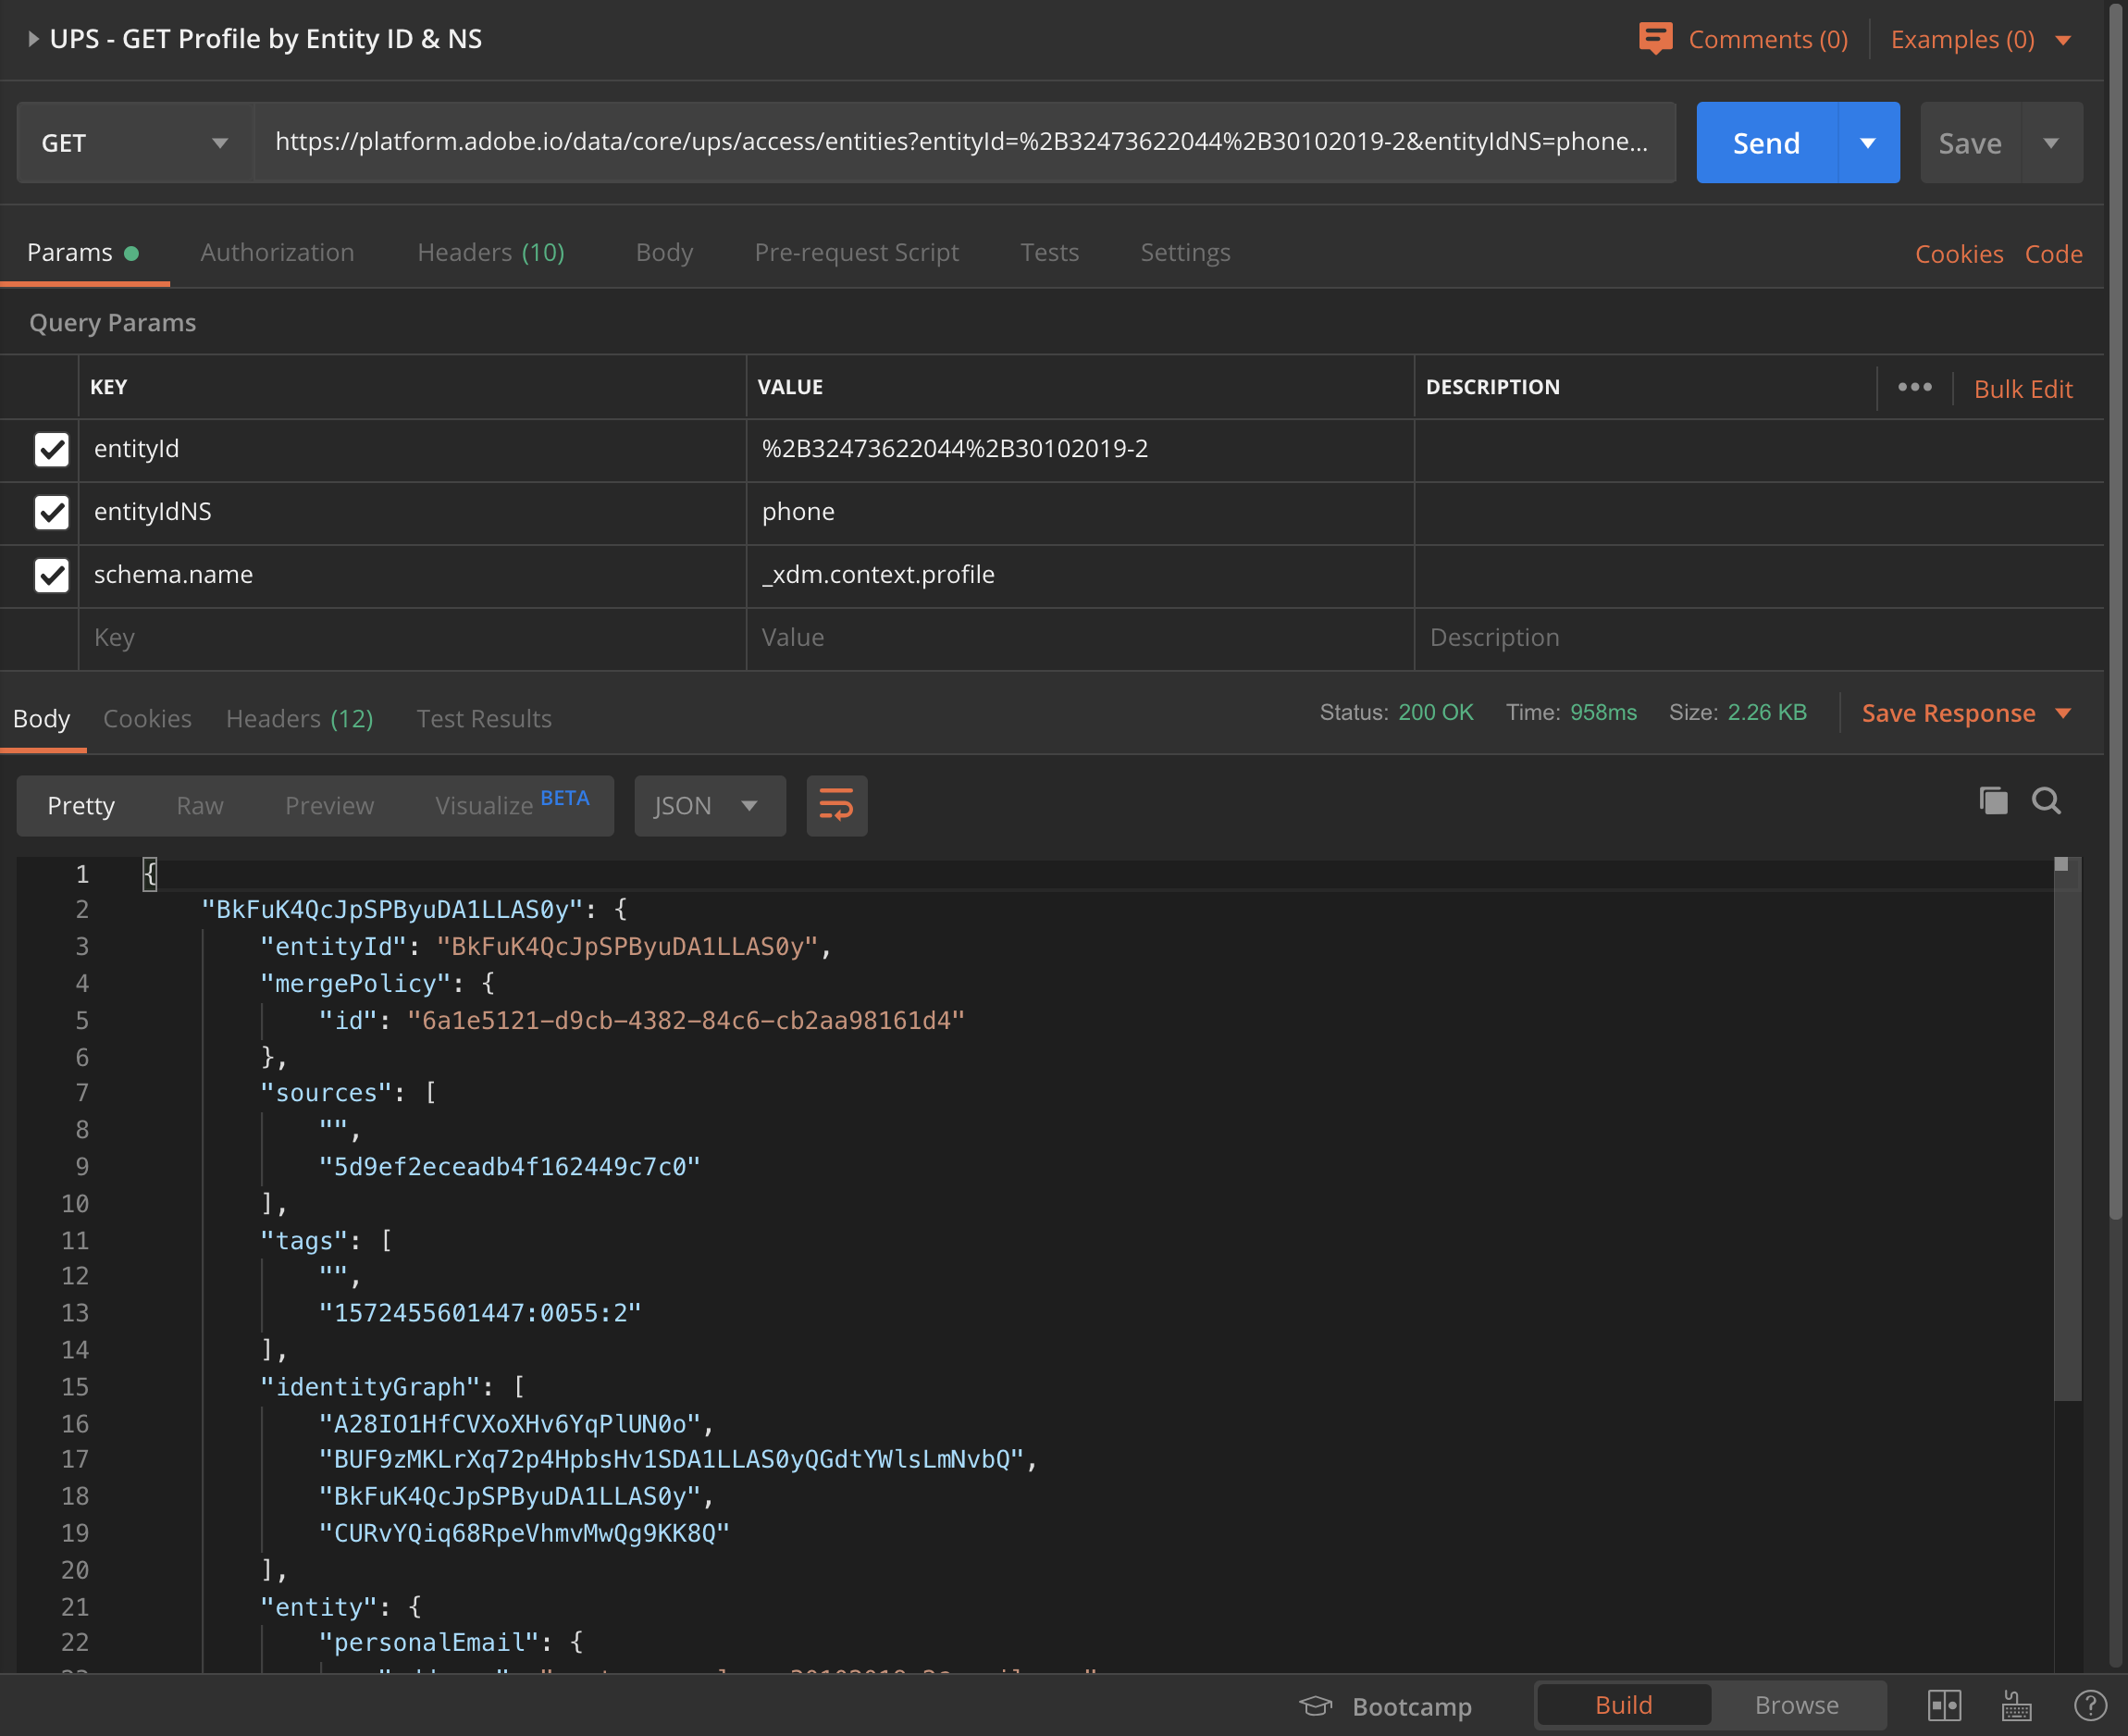 UPS - GET Profile by Entity ID & NS
Comments (0) Examples (0)
GET https://platform.adobe.io/data/core/ups/access/entities?entityId=%2B32473622044%2B30102019-2&entityIdNS=phone... Send Save
Params Authorization Headers (10) Body Pre-request Script Tests Settings Cookies Code
Query Params
KEY VALUE DESCRIPTION ••• Bulk Edit
entityId %2B32473622044%2B30102019-2
entityIdNS phone
schema.name _xdm.context.profile
Key Value Description
Body Cookies Headers (12) Test Results Status: 200 OK Time: 958ms Size: 2.26 KB Save Response
Pretty Raw Preview Visualize BETA JSON
1 {
2 "BkFuK4QcJpSPByuDA1LLAS0y": {
3 "entityId": "BkFuK4QcJpSPByuDA1LLAS0y",
4 "mergePolicy": {
5 "id": "6a1e5121-d9cb-4382-84c6-cb2aa98161d4"
6 },
7 "sources": [
8 "",
9 "5d9ef2eceadb4f162449c7c0"
10 ],
11 "tags": [
12 "",
13 "1572455601447:0055:2"
14 ],
15 "identityGraph": [
16 "A28IO1HfCVXoXHv6YqPlUN0o",
17 "BUF9zMKLrXq72p4HpbsHv1SDA1LLAS0yQGdtYWlsLmNvbQ",
18 "BkFuK4QcJpSPByuDA1LLAS0y",
19 "CURvYQiq68RpeVhmvMwQg9KK8Q"
20 ],
21 "entity": {
22 "personalEmail": {
Bootcamp Build Browse